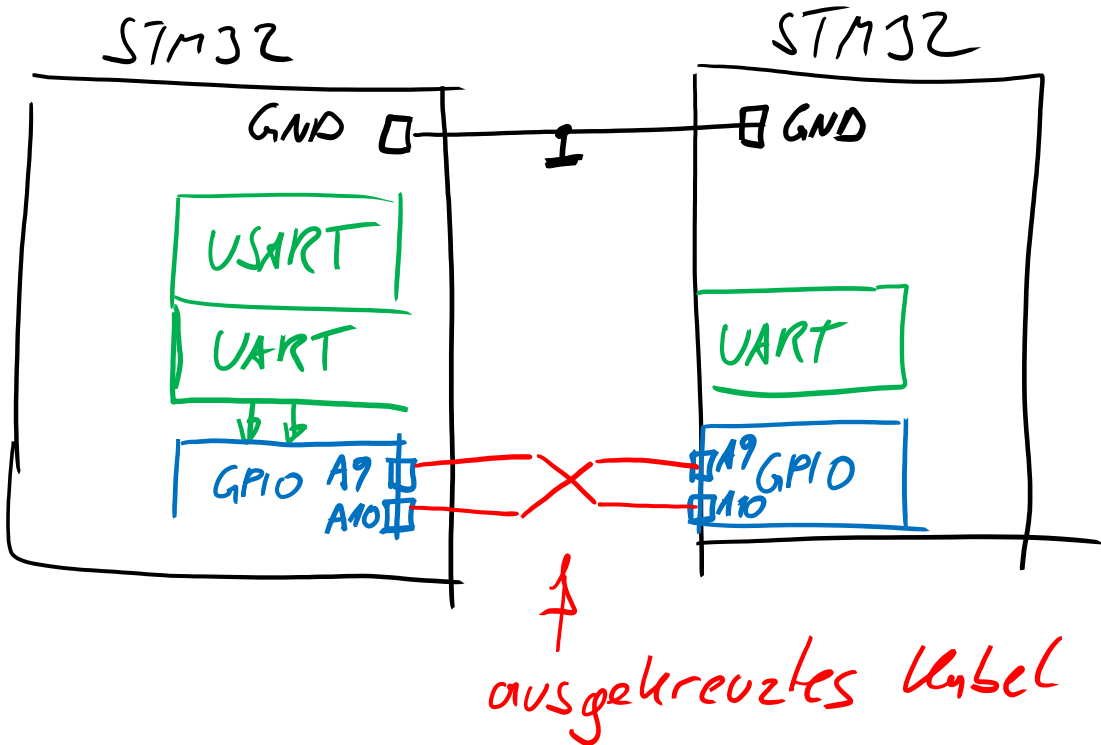 STM32
STM32
GND
GND
USART
UART
UART
GPIO A9
A10
A9 GPIO
A10
ausgekreuztes Kabel